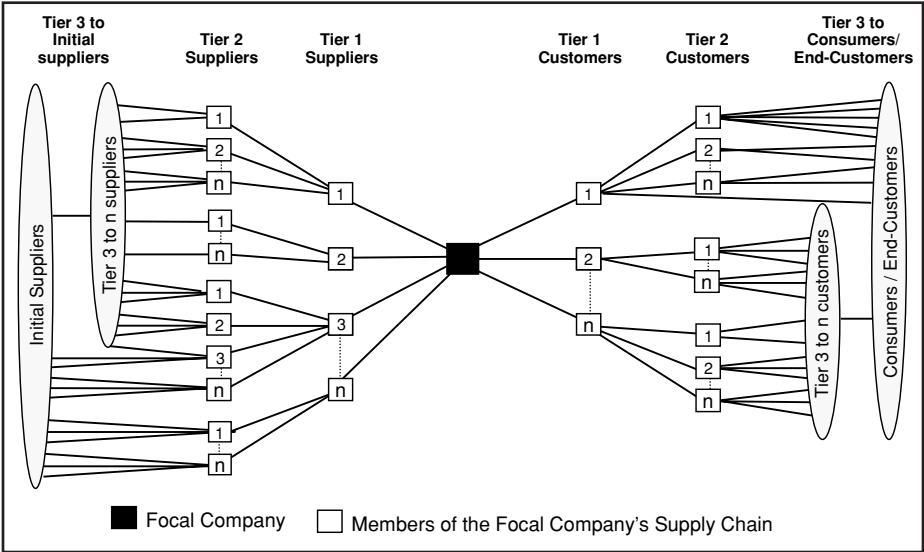 Tier 3 to
Initial
suppliers
Tier 2
Suppliers
Tier 1
Suppliers
Tier 1
Customers
Tier 2
Customers
Tier 3 to
Consumers/
End-Customers
Initial Suppliers
Tier 3 to n suppliers
1
2
n
1
n
1
2
3
n
1
n
1
2
3
n
1
2
n
1
2
n
1
n
1
2
n
Tier 3 to n customers
Consumers / End-Customers
Focal Company
Members of the Focal Company's Supply Chain